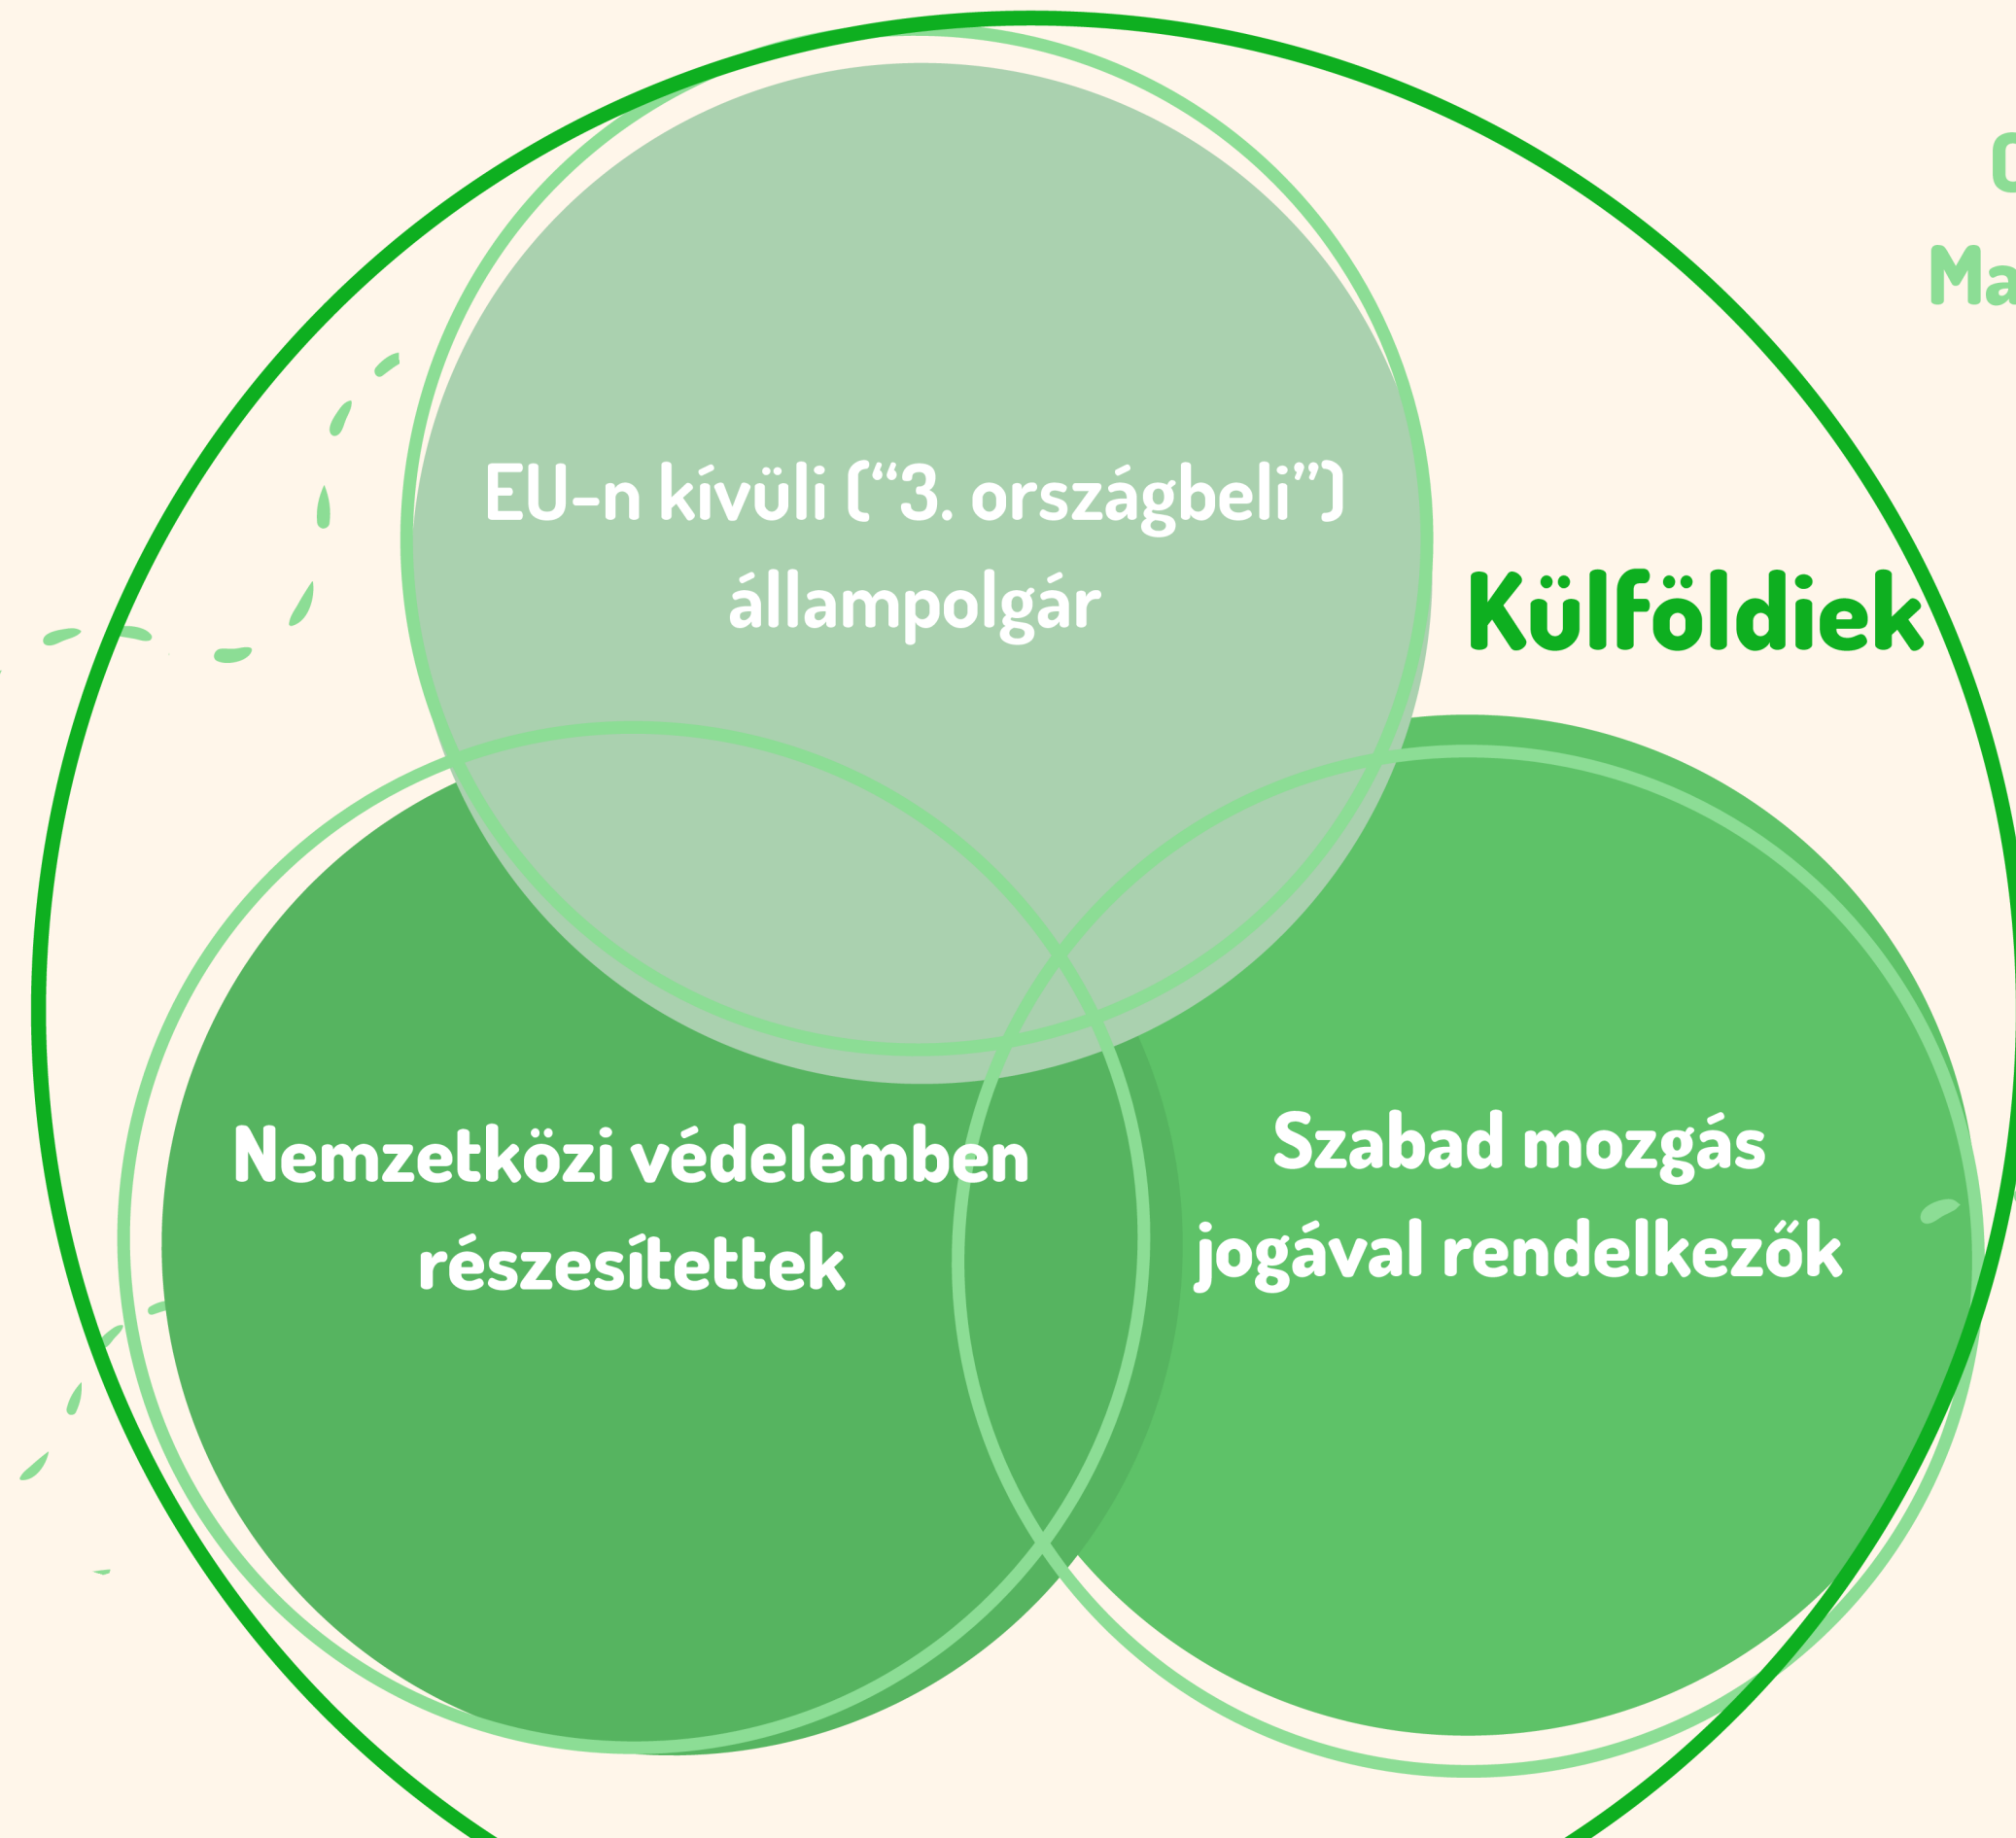 EU-n kívüli (“3. országbeli”)
állampolgár
Külföldiek
Nemzetközi védelemben
részesítettek
Szabad mozgás
jogával rendelkezők